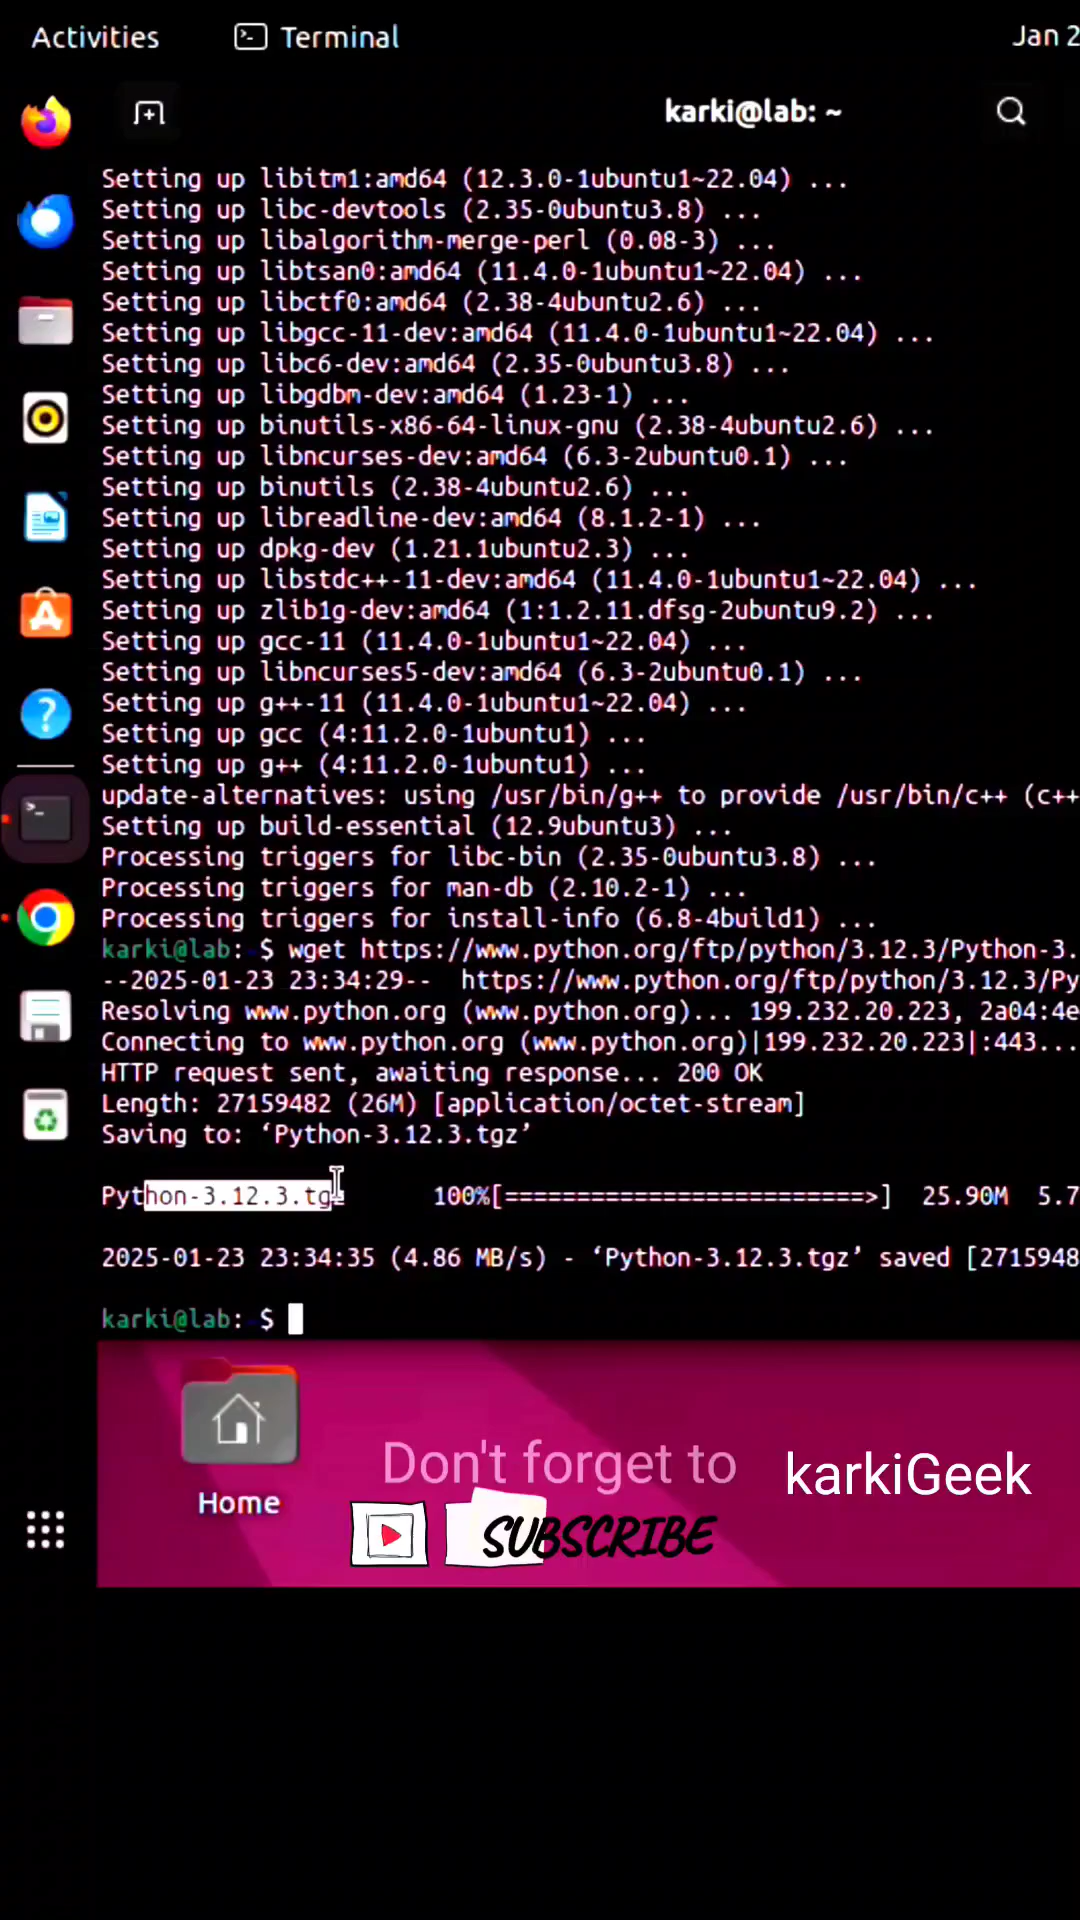 Activities Terminal Jan 2
karki@lab: ~
Setting up libitm1:amd64 (12.3.0-1ubuntu1~22.04) ...
Setting up libc-devtools (2.35-0ubuntu3.8) ...
Setting up libalgorithm-merge-perl (0.08-3) ...
Setting up libtsan0:amd64 (11.4.0-1ubuntu1~22.04) ...
Setting up libctf0:amd64 (2.38-4ubuntu2.6) ...
Setting up libgcc-11-dev:amd64 (11.4.0-1ubuntu1~22.04) ...
Setting up libc6-dev:amd64 (2.35-0ubuntu3.8) ...
Setting up libgdbm-dev:amd64 (1.23-1) ...
Setting up binutils-x86-64-linux-gnu (2.38-4ubuntu2.6) ...
Setting up libncurses-dev:amd64 (6.3-2ubuntu0.1) ...
Setting up binutils (2.38-4ubuntu2.6) ...
Setting up libreadline-dev:amd64 (8.1.2-1) ...
Setting up dpkg-dev (1.21.1ubuntu2.3) ...
Setting up libstdc++-11-dev:amd64 (11.4.0-1ubuntu1~22.04) ...
Setting up zlib1g-dev:amd64 (1:1.2.11.dfsg-2ubuntu9.2) ...
Setting up gcc-11 (11.4.0-1ubuntu1~22.04) ...
Setting up libncurses5-dev:amd64 (6.3-2ubuntu0.1) ...
Setting up g++-11 (11.4.0-1ubuntu1~22.04) ...
Setting up gcc (4:11.2.0-1ubuntu1) ...
Setting up g++ (4:11.2.0-1ubuntu1) ...
update-alternatives: using /usr/bin/g++ to provide /usr/bin/c++ (c++
Setting up build-essential (12.9ubuntu3) ...
Processing triggers for libc-bin (2.35-0ubuntu3.8) ...
Processing triggers for man-db (2.10.2-1) ...
Processing triggers for install-info (6.8-4build1) ...
karki@lab: $ wget https://www.python.org/ftp/python/3.12.3/Python-3.
--2025-01-23 23:34:29-- https://www.python.org/ftp/python/3.12.3/Py
Resolving www.python.org (www.python.org)... 199.232.20.223, 2a04:4e
Connecting to www.python.org (www.python.org)|199.232.20.223|:443...
HTTP request sent, awaiting response... 200 OK
Length: 27159482 (26M) [application/octet-stream]
Saving to: ‘Python-3.12.3.tgz’
Python-3.12.3.tgz 100%[=========================>] 25.90M 5.7
2025-01-23 23:34:35 (4.86 MB/s) - ‘Python-3.12.3.tgz’ saved [2715948
karki@lab: $
Don't forget to karkiGeek
Home
SUBSCRIBE